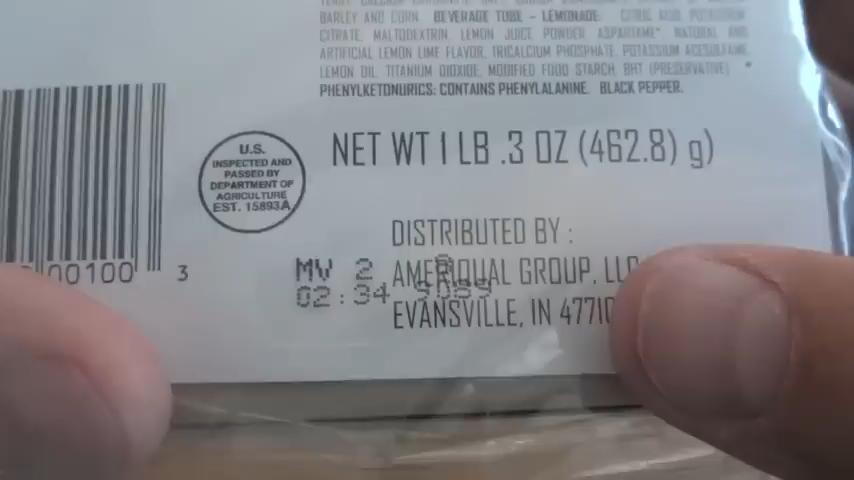 BARLEY AND CORN. BEVERAGE TUBE - LEMONADE: CITRIC ACID, POTASSIUM
CITRATE, MALTODEXTRIN, LEMON JUICE POWDER ASPARTAME* NATURAL AND
ARTIFICIAL LEMON LIME FLAVOR, TRICALCIUM PHOSPHATE, POTASSIUM ACESULFAME,
LEMON OIL, TITANIUM DIOXIDE, MODIFIED FOOD STARCH, BHT (PRESERVATIVE) *
PHENYLKETONURICS: CONTAINS PHENYLALANINE. BLACK PEPPER.
NET WT 1 LB .3 OZ (462.8) g)
U.S.
INSPECTED AND
PASSED BY
DEPARTMENT OF
AGRICULTURE
EST. 15893A
DISTRIBUTED BY :
AMERIQUAL GROUP, LLC
EVANSVILLE, IN 47710
MV 2
02:34 9069
00100 3